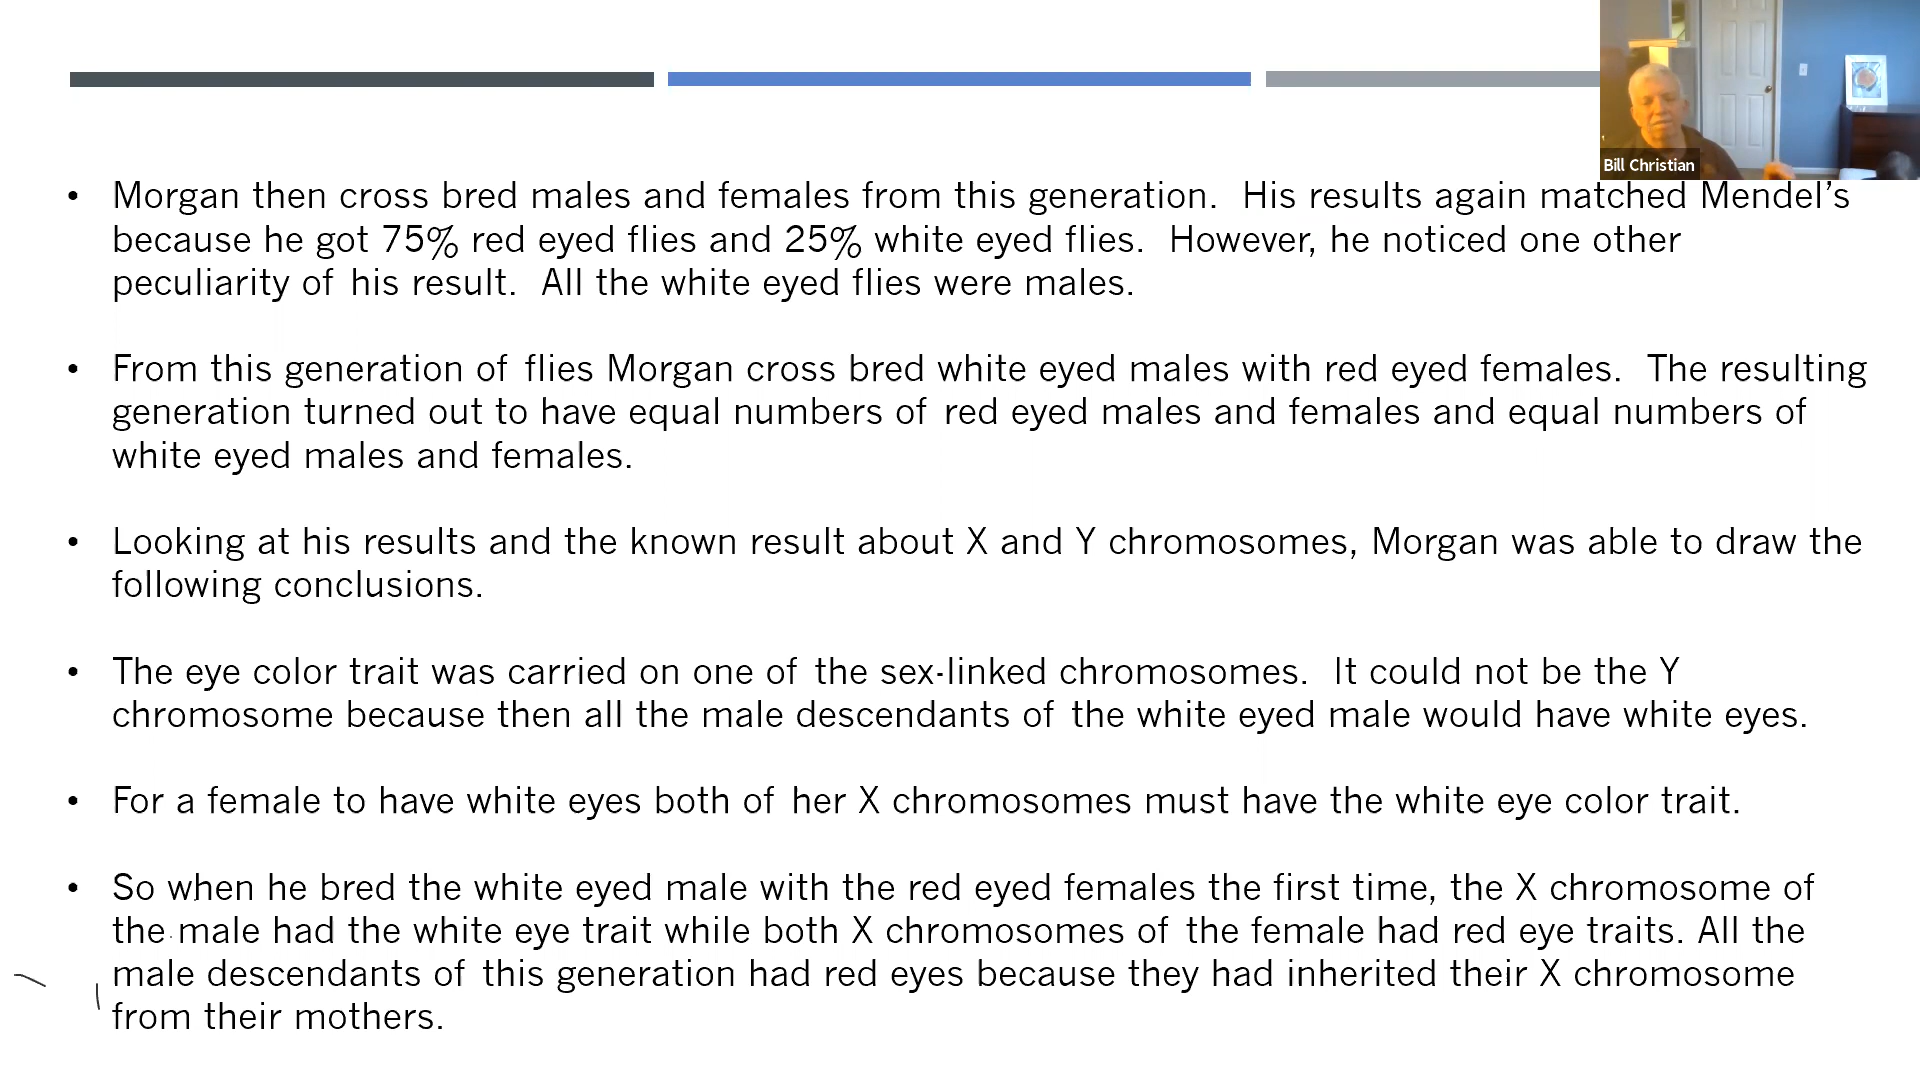 Bill Christian
• Morgan then cross bred males and females from this generation.  His results again matched Mendel’s
because he got 75% red eyed flies and 25% white eyed flies.  However, he noticed one other
peculiarity of his result.  All the white eyed flies were males.
• From this generation of flies Morgan cross bred white eyed males with red eyed females.  The resulting
generation turned out to have equal numbers of red eyed males and females and equal numbers of
white eyed males and females.
• Looking at his results and the known result about X and Y chromosomes, Morgan was able to draw the
following conclusions.
• The eye color trait was carried on one of the sex-linked chromosomes.  It could not be the Y
chromosome because then all the male descendants of the white eyed male would have white eyes.
• For a female to have white eyes both of her X chromosomes must have the white eye color trait.
• So when he bred the white eyed male with the red eyed females the first time, the X chromosome of
the male had the white eye trait while both X chromosomes of the female had red eye traits. All the
male descendants of this generation had red eyes because they had inherited their X chromosome
from their mothers.